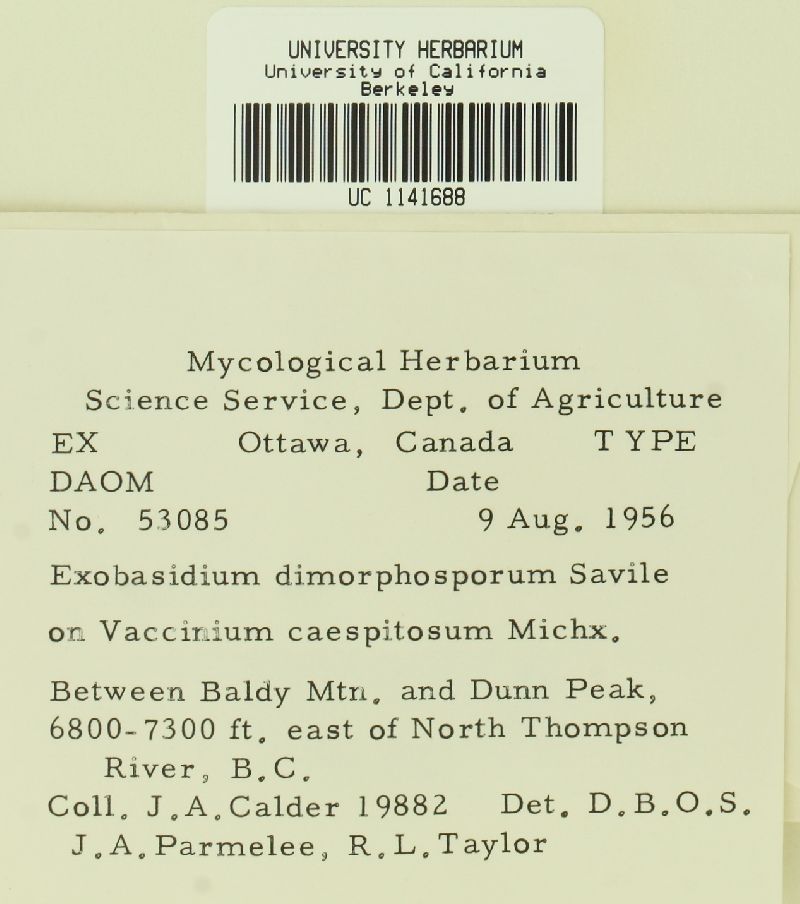 UNIVERSITY HERBARIUM
University of California
Berkeley
UC 1141688
Mycological Herbarium
Science Service, Dept. of Agriculture
EX Ottawa, Canada TYPE
DAOM Date
No. 53085 9 Aug. 1956
Exobasidium dimorphosporum Savile
on Vaccinium caespitosum Michx.
Between Baldy Mtn. and Dunn Peak,
6800-7300 ft. east of North Thompson
River, B.C.
Coll. J.A.Calder 19882 Det. D.B.O.S.
J.A.Parmelee, R.L.Taylor